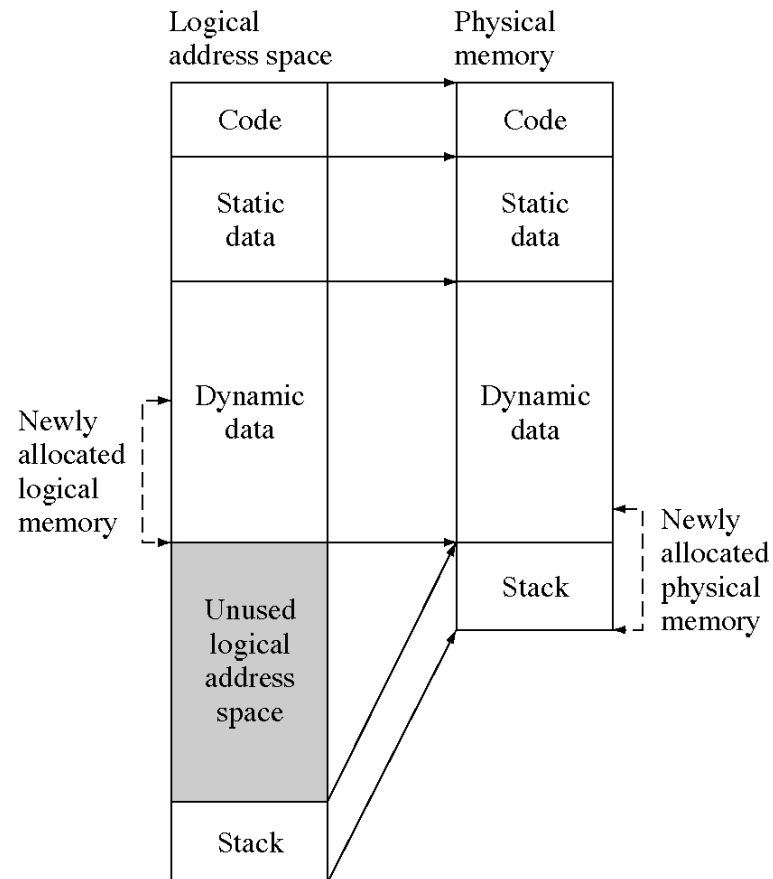 Logical
address space
Physical
memory
Code
Code
Static
data
Static
data
Dynamic
data
Dynamic
data
Newly
allocated
logical
memory
Newly
allocated
physical
memory
Unused
logical
address
space
Stack
Stack